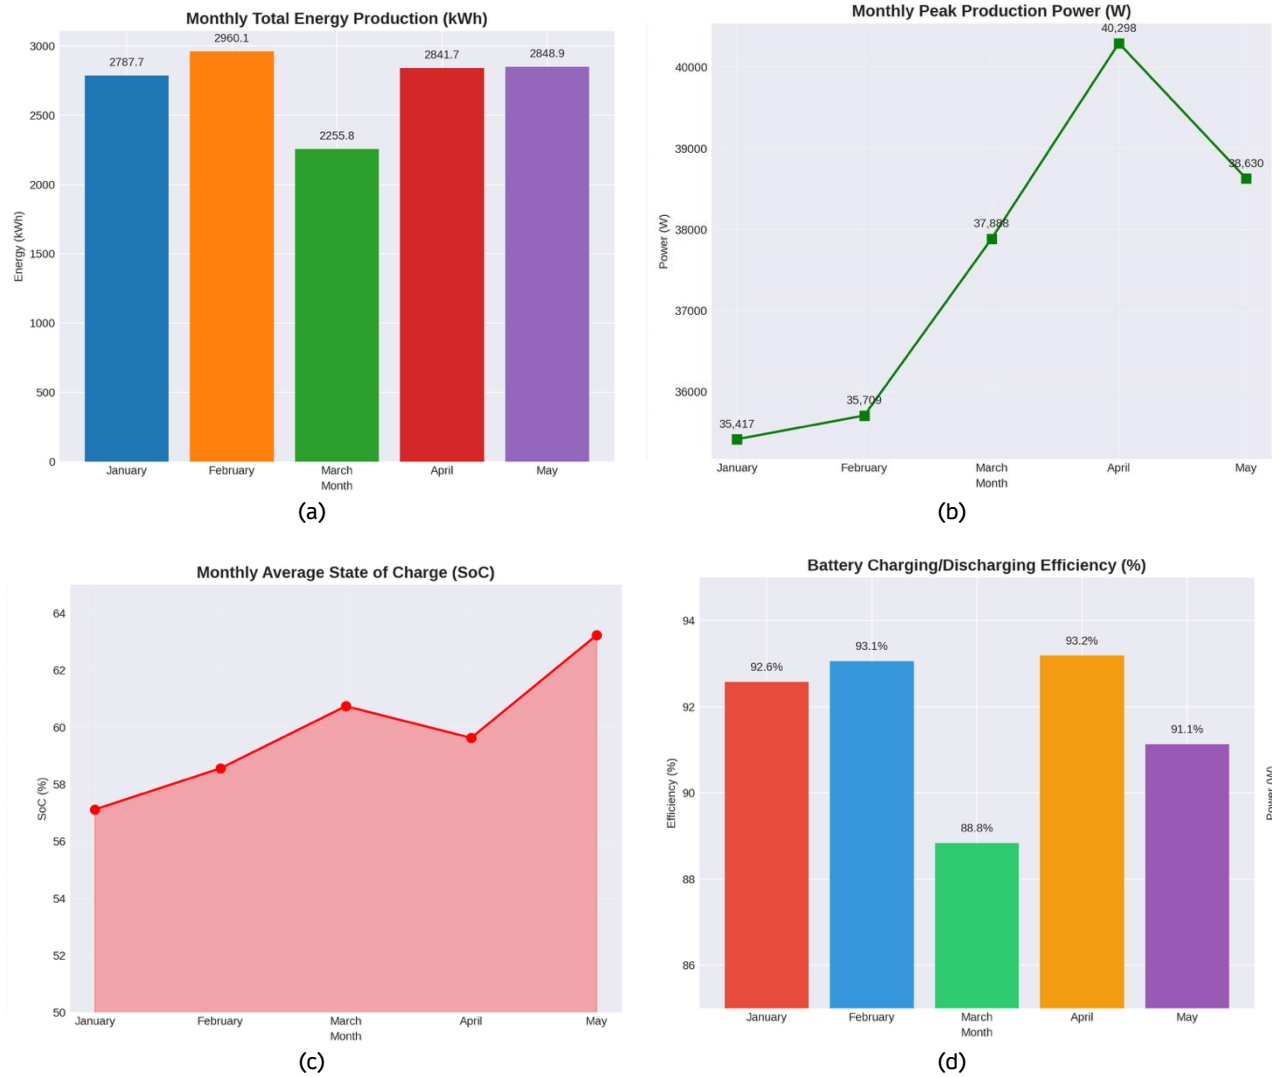 Monthly Total Energy Production (kWh)
Energy (kWh)
3000
2500
2000
1500
1000
500
0
2787.7
2960.1
2255.8
2841.7
2848.9
January February March April May
Month
(a)
Monthly Peak Production Power (W)
Power (W)
40000
39000
38000
37000
36000
35,417
35,709
37,888
40,298
38,630
January February March April May
Month
(b)
Monthly Average State of Charge (SoC)
SoC (%)
64
62
60
58
56
54
52
50
January February March April May
Month
(c)
Battery Charging/Discharging Efficiency (%)
Efficiency (%)
94
92
90
88
86
92.6%
93.1%
88.8%
93.2%
91.1%
January February March April May
Month
(d)
Power (W)